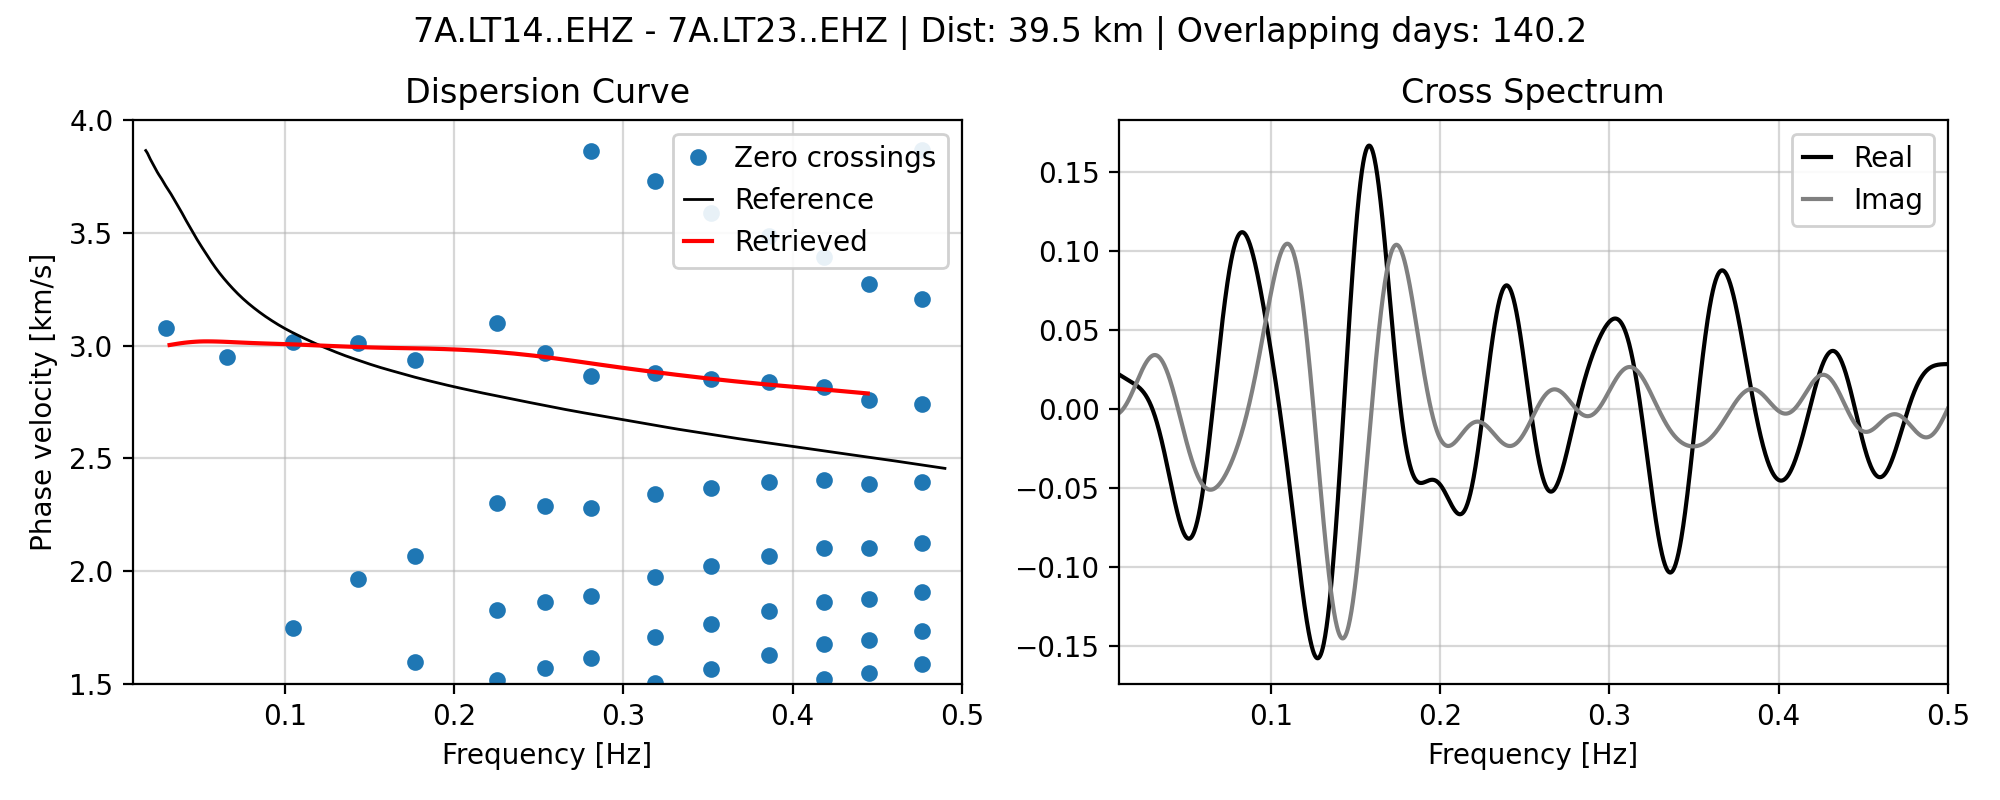 7A.LT14..EHZ - 7A.LT23..EHZ | Dist: 39.5 km | Overlapping days: 140.2
Dispersion Curve
Phase velocity [km/s]
4.0
3.5
3.0
2.5
2.0
1.5
0.1
0.2
0.3
0.4
0.5
Frequency [Hz]
Zero crossings
Reference
Retrieved
Cross Spectrum
0.15
0.10
0.05
0.00
−0.05
−0.10
−0.15
0.1
0.2
0.3
0.4
0.5
Frequency [Hz]
Real
Imag